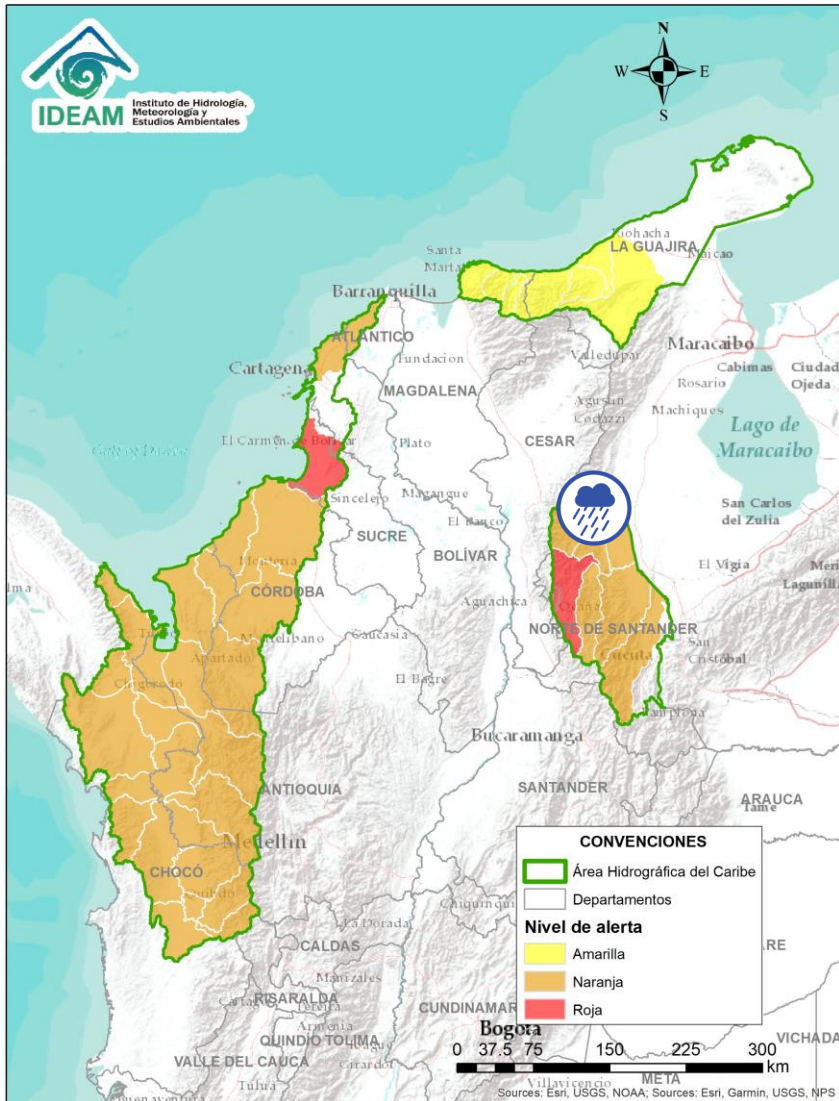 IDEAM
Instituto de Hidrología,
Meteorología y
Estudios Ambientales
N
W
E
S
Riohacha
LA GUAJIRA
Maicao
Santa
Marta
Barranquilla
ATLÁNTICO
Cartagena
Fundación
Valledupar
Maracaibo
Cabimas
Ciudad
Ojeda
Rosario
MAGDALENA
Agustín
Codazzi
Machiques
Lago de
Maracaibo
El Carmen de Bolívar
Plato
CESAR
Sincelejo
Magangue
San Carlos
del Zulia
SUCRE
El Banco
BOLÍVAR
El Vigía
Montería
CÓRDOBA
Aguachica
Ocaña
NORTE DE SANTANDER
San
Cristóbal
Cúcuta
Apartadó
Montelíbano
Caucasia
Chigorodó
El Bagre
Pamplona
Bucaramanga
ANTIOQUIA
SANTANDER
ARAUCA
Tame
Medellín
CHOCÓ
Quibdó
La Dorada
CALDAS
Manizales
RISARALDA
Pereira
Armenia
QUINDÍO
TOLIMA
Girardot
VALLE DEL CAUCA
Tuluá
Buenaventura
Bogotá
VICHADA
META
Villavicencio
CONVENCIONES
Área Hidrográfica del Caribe
Departamentos
Nivel de alerta
Amarilla
Naranja
Roja
0 37.5 75 150 225 300
km
Sources: Esri, USGS, NOAA; Sources: Esri, Garmin, USGS, NPS